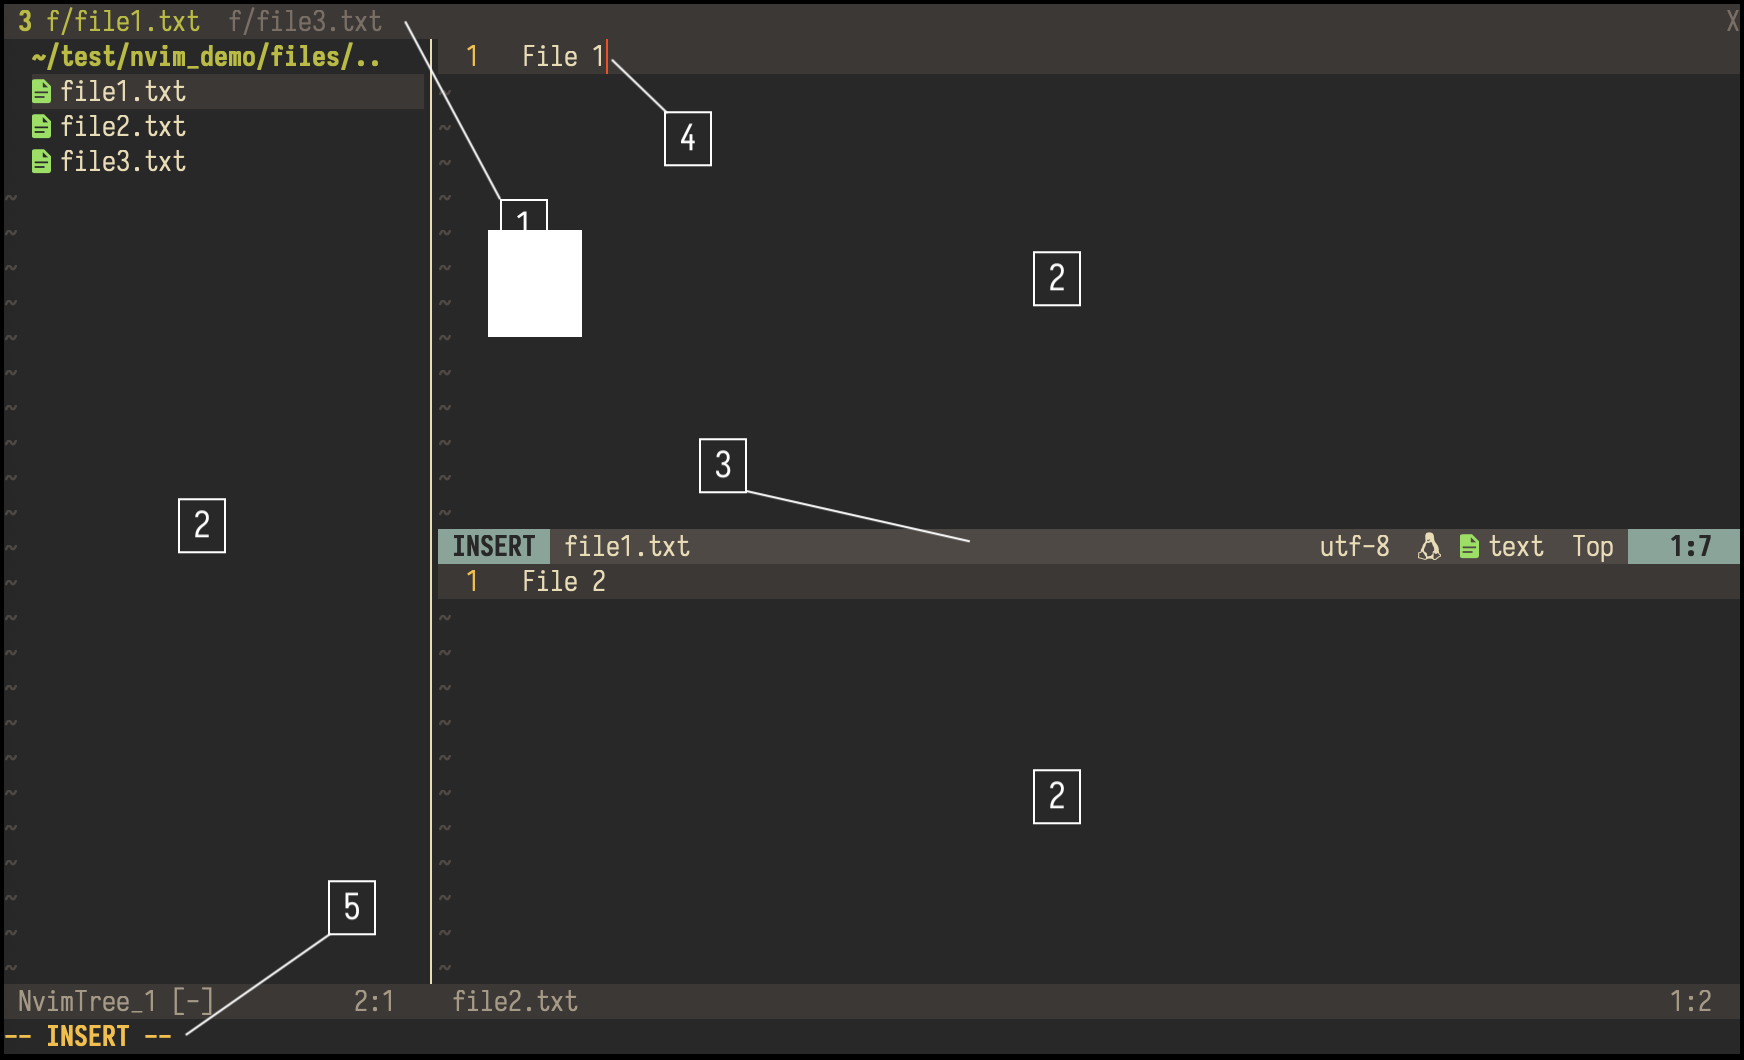 3 f/file1.txt f/file3.txt X
~/test/nvim_demo/files/..
file1.txt
file2.txt
file3.txt
1 File 1
4
1
2
3
2
INSERT file1.txt utf-8 text Top 1:7
1 File 2
2
5
NvimTree_1 [-] 2:1 file2.txt 1:2
-- INSERT --